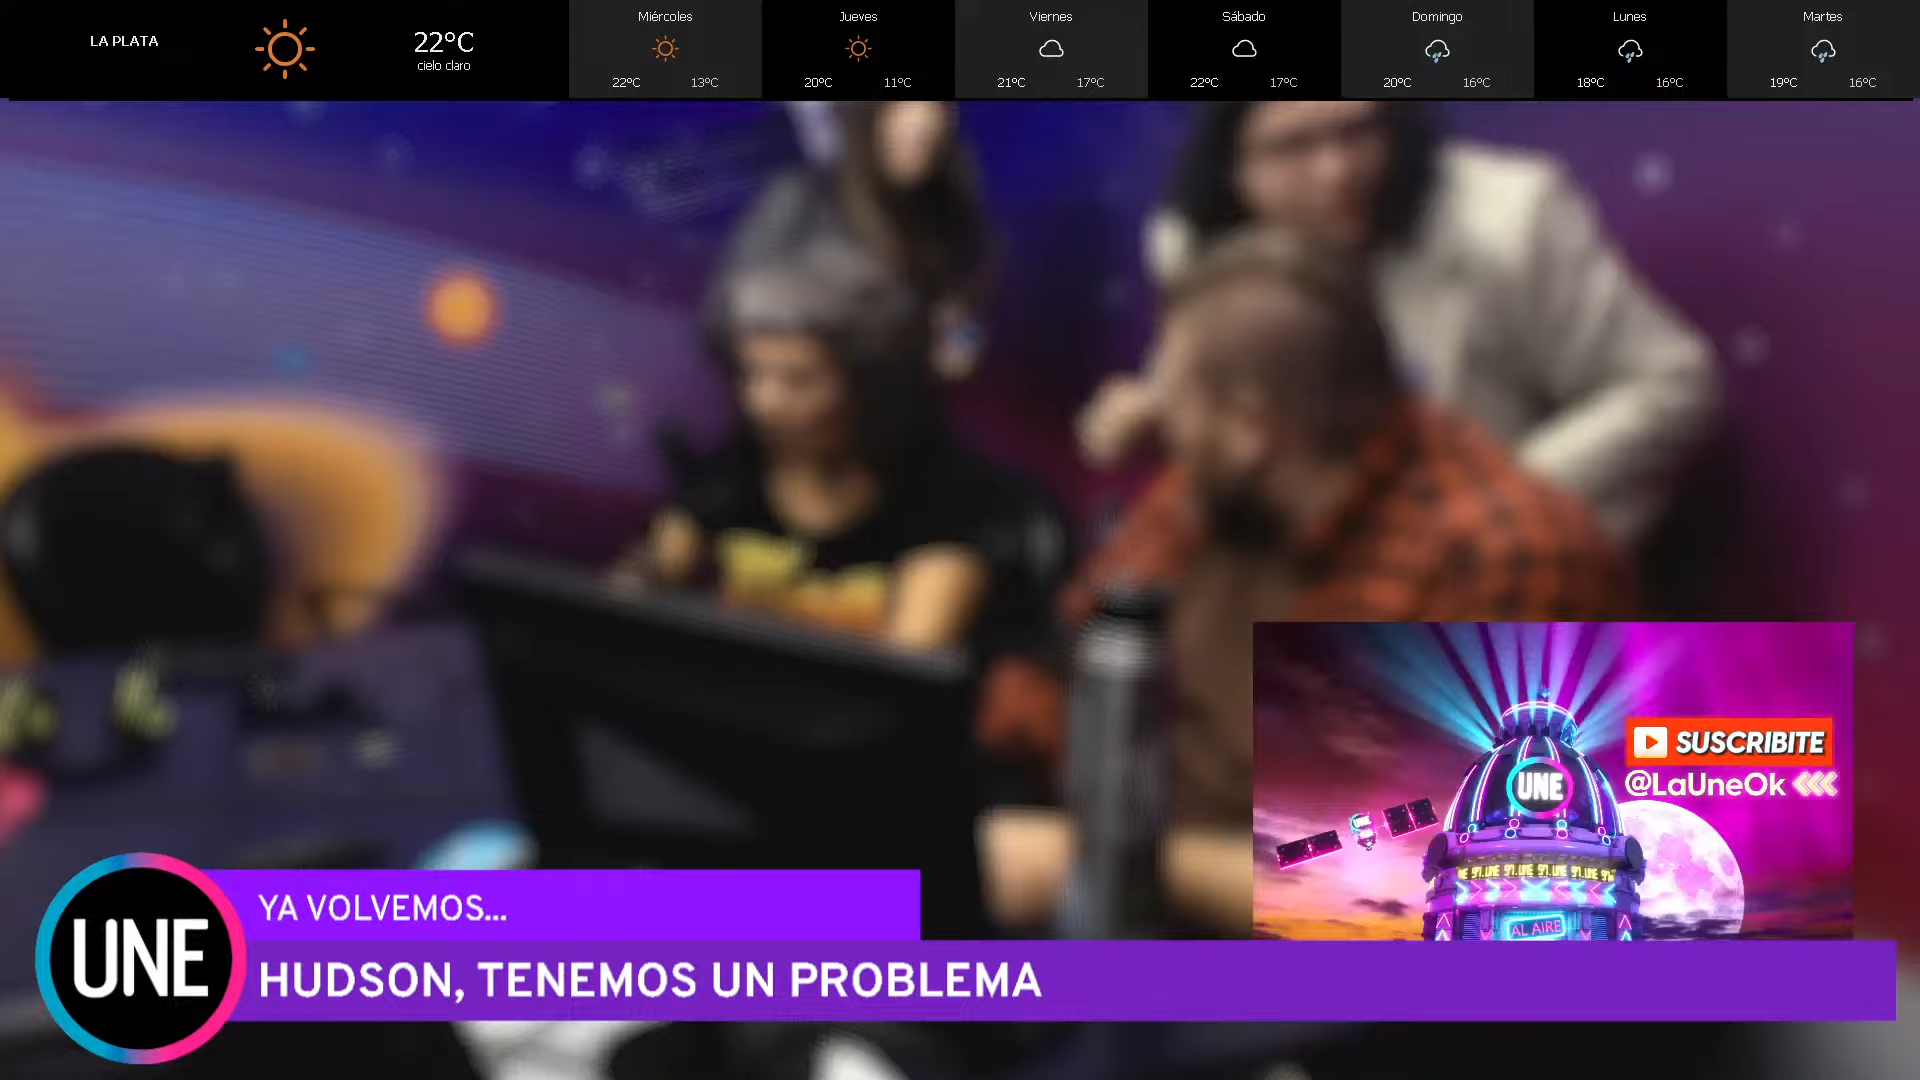 LA PLATA
22°C
cielo claro
Miércoles
22°C 13°C
Jueves
20°C 11°C
Viernes
21°C 17°C
Sábado
22°C 17°C
Domingo
20°C 16°C
Lunes
18°C 16°C
Martes
19°C 16°C
SUSCRIBITE
@LaUneOk
UNE
UNE
AL AIRE
YA VOLVEMOS...
UNE
HUDSON, TENEMOS UN PROBLEMA